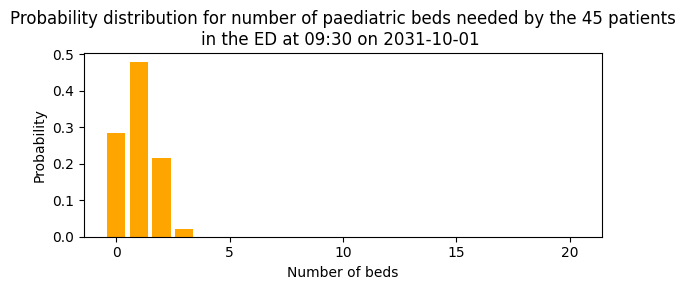 Probability distribution for number of paediatric beds needed by the 45 patients
in the ED at 09:30 on 2031-10-01
0.5
0.4
0.3
0.2
0.1
0.0
Probability
0 5 10 15 20
Number of beds